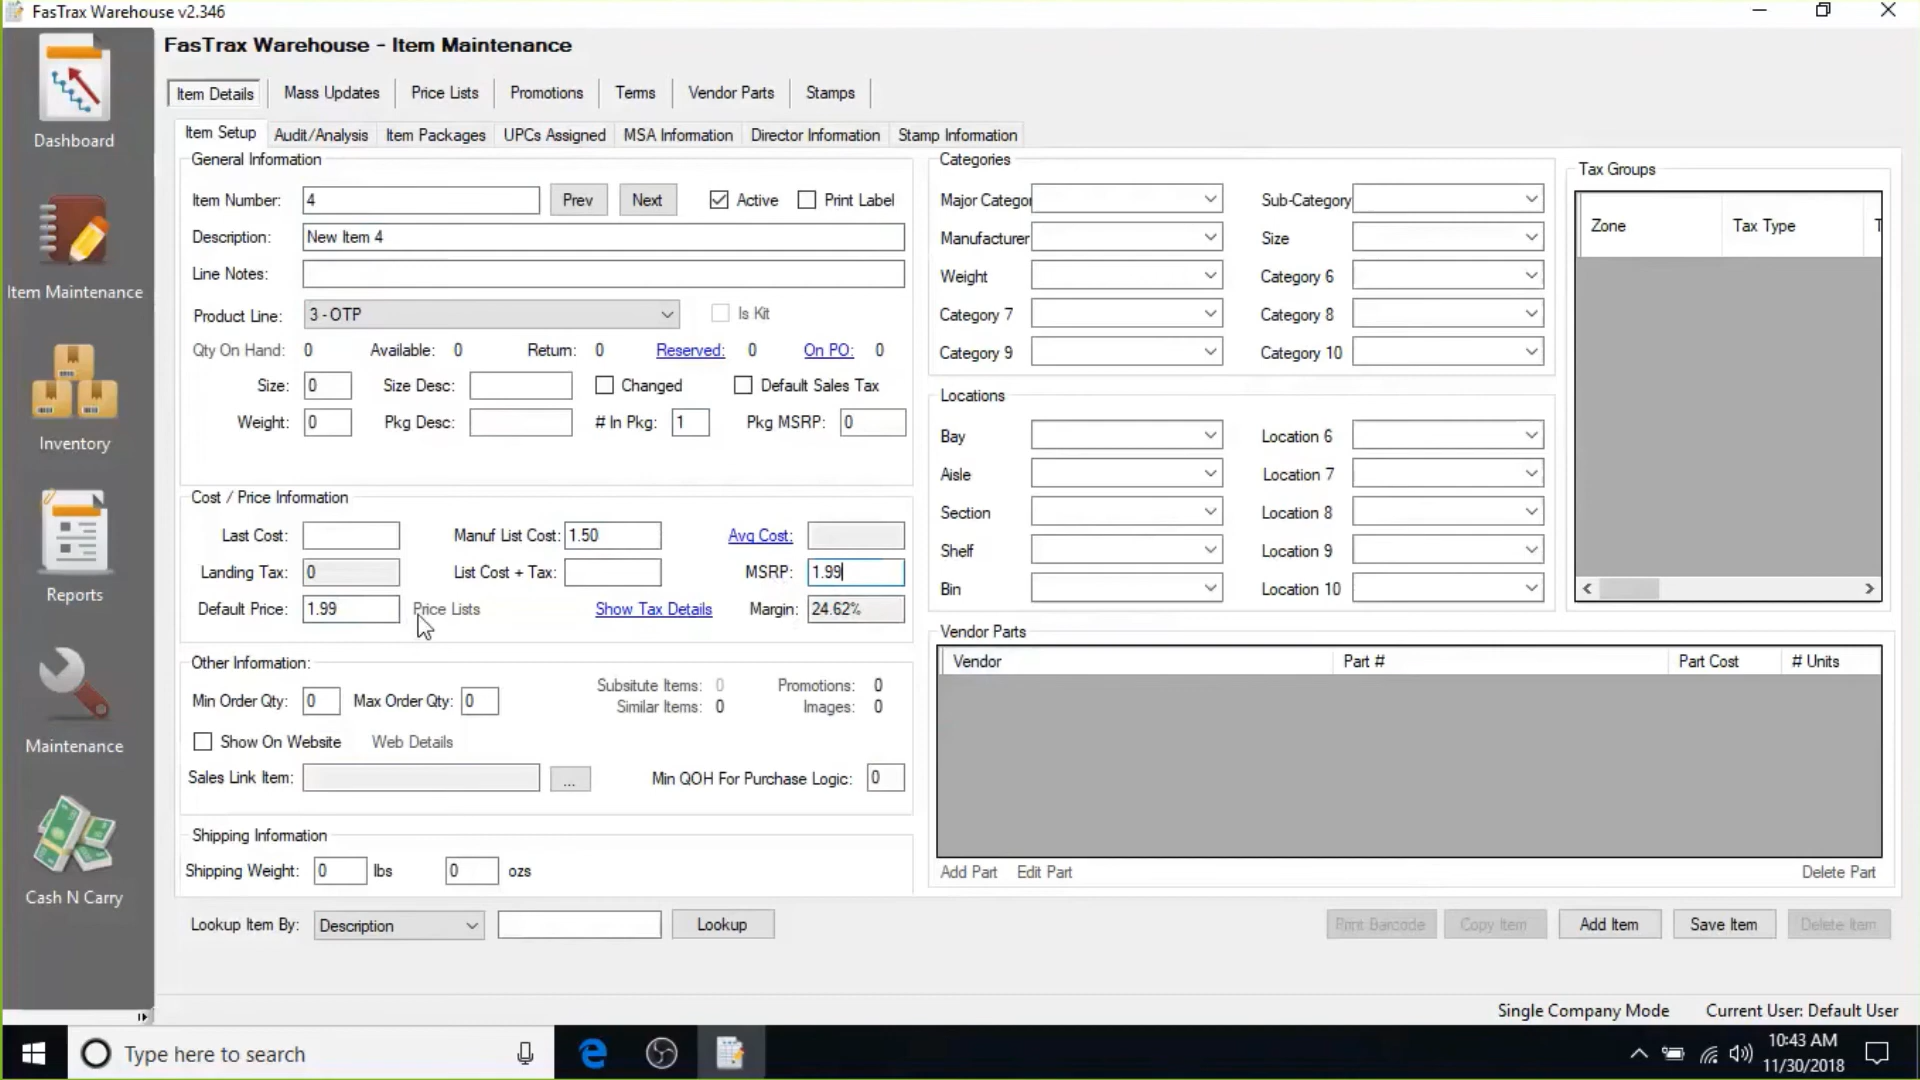 FasTrax Warehouse v2.346
FasTrax Warehouse - Item Maintenance
Item Details Mass Updates Price Lists Promotions Terms Vendor Parts Stamps
Item Setup Audit/Analysis Item Packages UPCs Assigned MSA Information Director Information Stamp Information
Dashboard
Item Maintenance
Inventory
Reports
Maintenance
Cash N Carry
General Information
Item Number: 4 Prev Next Active Print Label
Description: New Item 4
Line Notes:
Product Line: 3 - OTP Is Kit
Qty On Hand: 0 Available: 0 Return: 0 Reserved: 0 On PO: 0
Size: 0 Size Desc: Changed Default Sales Tax
Weight: 0 Pkg Desc: # In Pkg: 1 Pkg MSRP: 0
Cost / Price Information
Last Cost: Manuf List Cost: 1.50 Avg Cost:
Landing Tax: 0 List Cost + Tax: MSRP: 1.99
Default Price: 1.99 Price Lists Show Tax Details Margin: 24.62%
Other Information:
Min Order Qty: 0 Max Order Qty: 0
Subsitute Items: 0 Promotions: 0
Similar Items: 0 Images: 0
Show On Website Web Details
Sales Link Item: ... Min QOH For Purchase Logic: 0
Shipping Information
Shipping Weight: 0 lbs 0 ozs
Categories
Major Categor Sub-Category
Manufacturer Size
Weight Category 6
Category 7 Category 8
Category 9 Category 10
Locations
Bay Location 6
Aisle Location 7
Section Location 8
Shelf Location 9
Bin Location 10
Tax Groups
Zone Tax Type T
Vendor Parts
Vendor Part # Part Cost # Units
Add Part Edit Part Delete Part
Lookup Item By: Description Lookup Print Barcode Copy Item Add Item Save Item Delete Item
Single Company Mode Current User: Default User
Type here to search
10:43 AM
11/30/2018